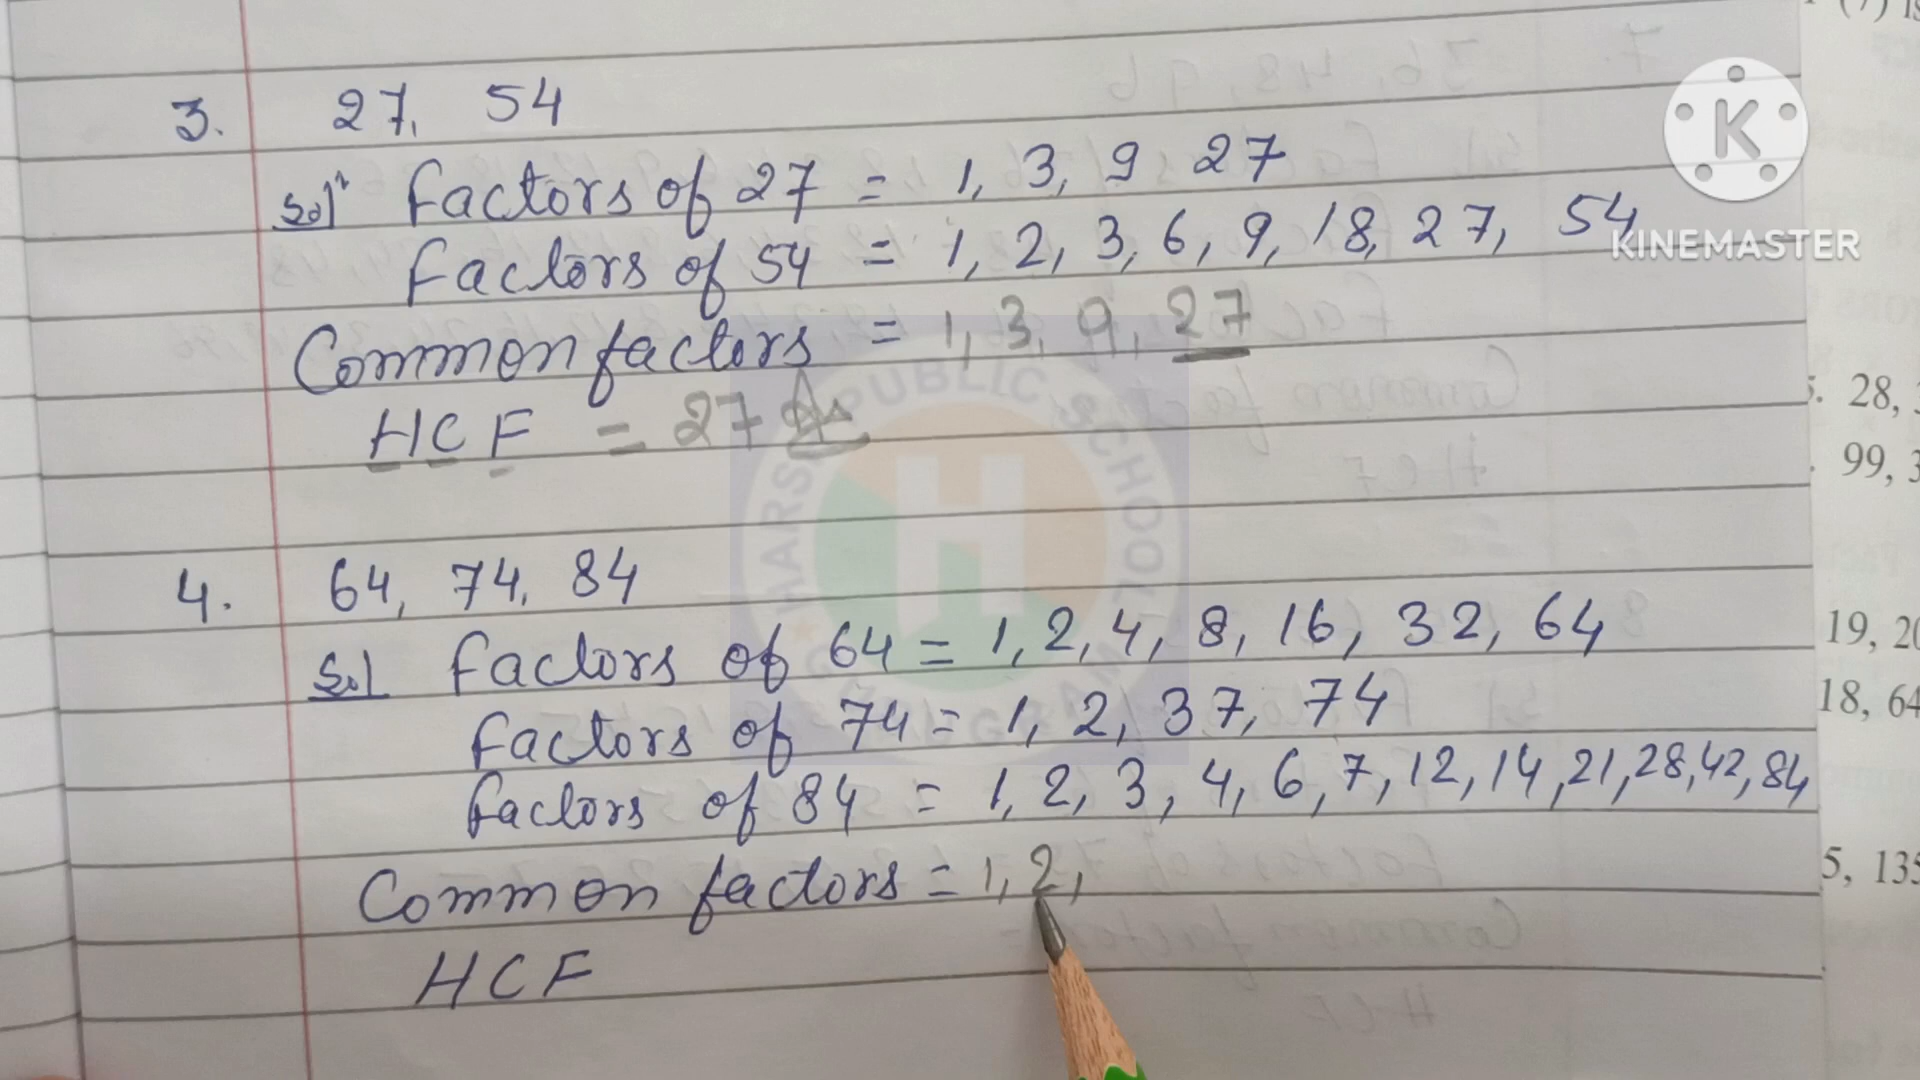 3. 27, 54
Sol. Factors of 27 = 1, 3, 9 27
Factors of 54 = 1, 2, 3, 6, 9, 18, 27, 54
Common factors = 1, 3, 9, 27
HCF = 27 Ans
4. 64, 74, 84
Sol Factors of 64 = 1, 2, 4, 8, 16, 32, 64
Factors of 74 = 1, 2, 37, 74
Factors of 84 = 1, 2, 3, 4, 6, 7, 12, 14, 21, 28, 42, 84
Common factors = 1, 2,
HCF
K
KINEMASTER
PUBLIC SCHOOL
H
28,
99,
19,
18, 64
5, 135